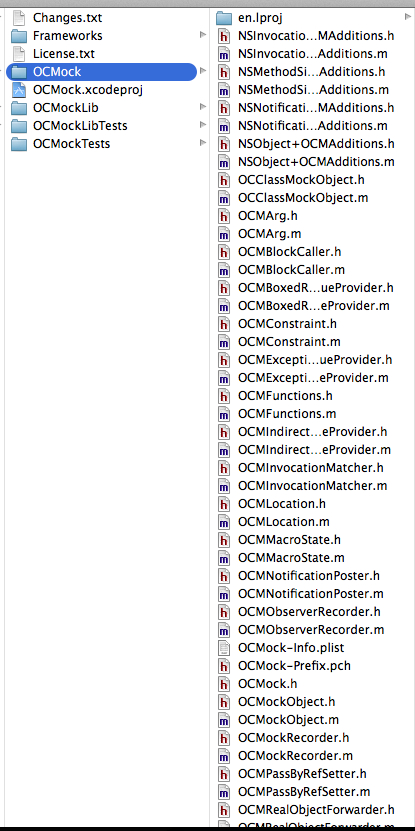 Changes.txt
Frameworks
License.txt
OCMock
OCMock.xcodeproj
OCMockLib
OCMockLibTests
OCMockTests
en.lproj
NSInvocatio...MAdditions.h
NSInvocatio...Additions.m
NSMethodSi...Additions.h
NSMethodSi...Additions.m
NSNotificati...MAdditions.h
NSNotificati...Additions.m
NSObject+OCMAdditions.h
NSObject+OCMAdditions.m
OCClassMockObject.h
OCClassMockObject.m
OCMArg.h
OCMArg.m
OCMBlockCaller.h
OCMBlockCaller.m
OCMBoxedR...ueProvider.h
OCMBoxedR...eProvider.m
OCMConstraint.h
OCMConstraint.m
OCMExcepti...ueProvider.h
OCMExcepti...eProvider.m
OCMFunctions.h
OCMFunctions.m
OCMIndirect...eProvider.h
OCMIndirect...eProvider.m
OCMInvocationMatcher.h
OCMInvocationMatcher.m
OCMLocation.h
OCMLocation.m
OCMMacroState.h
OCMMacroState.m
OCMNotificationPoster.h
OCMNotificationPoster.m
OCMObserverRecorder.h
OCMObserverRecorder.m
OCMock-Info.plist
OCMock-Prefix.pch
OCMock.h
OCMockObject.h
OCMockObject.m
OCMockRecorder.h
OCMockRecorder.m
OCMPassByRefSetter.h
OCMPassByRefSetter.m
OCMRealObjectForwarder.h
OCMRealObjectForwarder.m